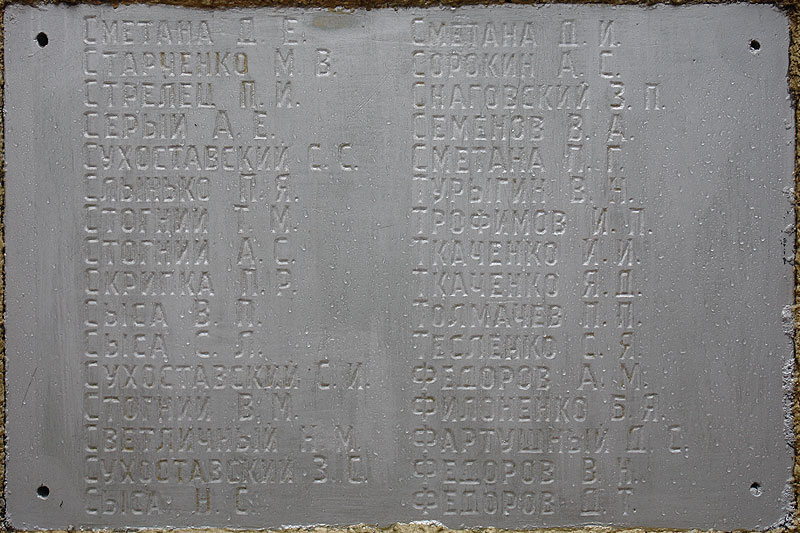 Сметана Д. Е.
Старченко М. В.
Стрелец П. И.
Серый А. Е.
Сухоставский С. С.
Слынько П. Я.
Стогний Т. М.
Стогний А. С.
Скрипка П. Р.
Сыса В. П.
Сыса С. Л.
Сухоставский С. И.
Стогний В. М.
Светличный Н. М.
Сухоставский З. С.
Сыса Н. С.
Сметана Д. И.
Сорокин А. С.
Снаговский З. П.
Семенов В. А.
Сметана П. Г.
Турыгин В. Н.
Трофимов И. П.
Ткаченко И. И.
Ткаченко Я. Д.
Толмачев П. П.
Тесленко С. Я.
Федоров А. М.
Филоненко Б. Я.
Фартушный Д. С.
Федоров В. Н.
Федоров Д. Т.